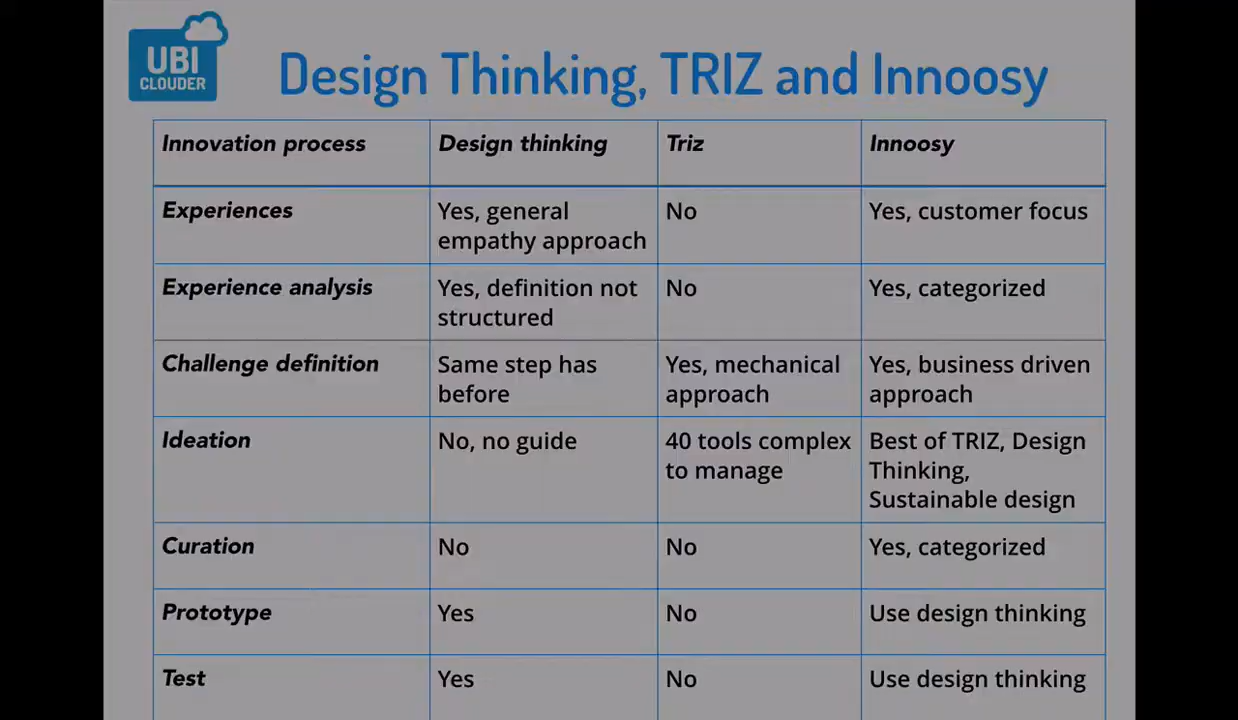 UBI
CLOUDER
Design Thinking, TRIZ and Innoosy
Innovation process Design thinking Triz Innoosy
Experiences Yes, general No Yes, customer focus
empathy approach
Experience analysis Yes, definition not No Yes, categorized
structured
Challenge definition Same step has Yes, mechanical Yes, business driven
before approach approach
Ideation No, no guide 40 tools complex Best of TRIZ, Design
to manage Thinking,
Sustainable design
Curation No No Yes, categorized
Prototype Yes No Use design thinking
Test Yes No Use design thinking